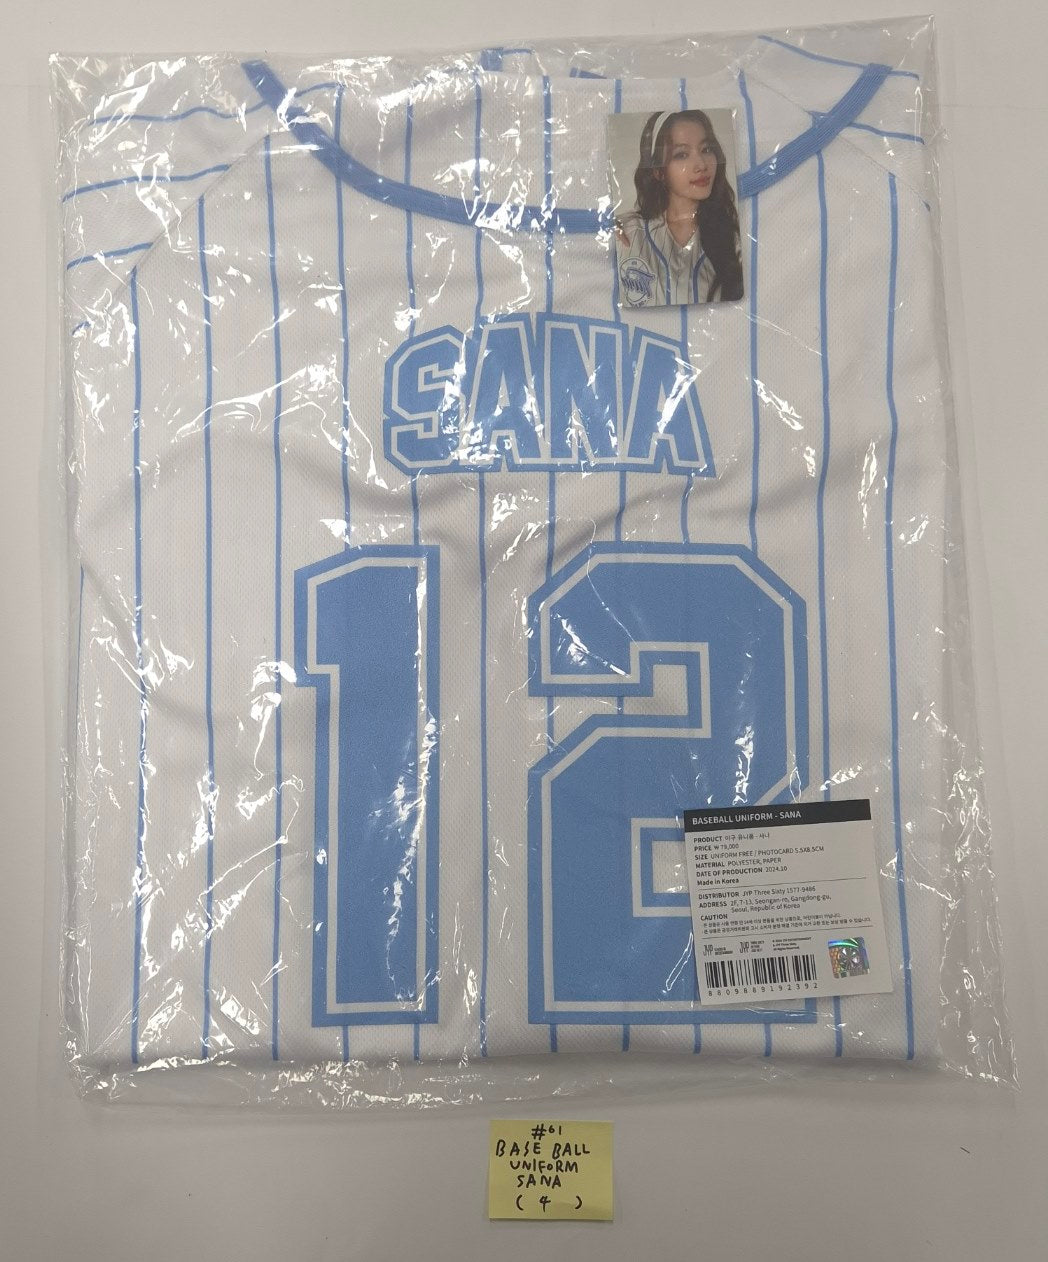 SANA
12
BASEBALL UNIFORM - SANA
PRODUCT 야구 유니폼 - 사나
PRICE ₩ 79,000
SIZE UNIFORM FREE / PHOTOCARD 5.5X8.5CM
MATERIAL POLYESTER, PAPER
DATE OF PRODUCTION 2024.10
Made in Korea
DISTRIBUTOR JYP Three Sixty 1577-9486
ADDRESS 2F, 7-13, Seongan-ro, Gangdong-gu,
Seoul, Republic of Korea
CAUTION
JYP
JYP
8809889192392
#61
BASE BALL
UNIFORM
SANA
( 4 )